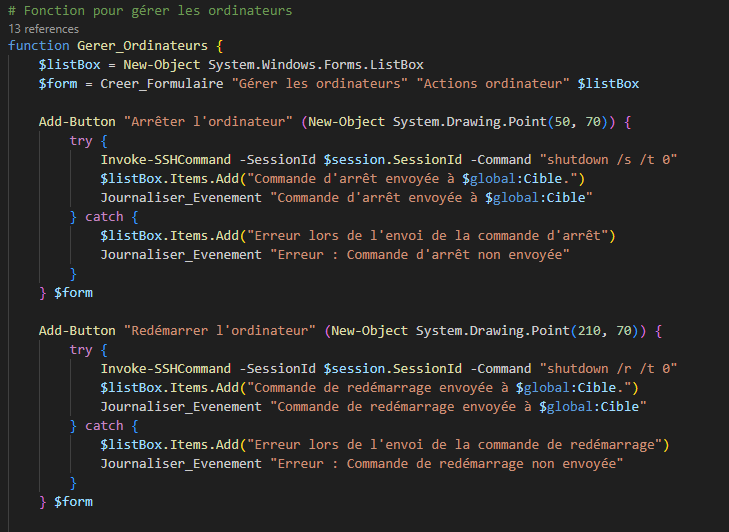 # Fonction pour gérer les ordinateurs
13 references
function Gerer_Ordinateurs {
    $listBox = New-Object System.Windows.Forms.ListBox
    $form = Creer_Formulaire "Gérer les ordinateurs" "Actions ordinateur" $listBox

    Add-Button "Arrêter l'ordinateur" (New-Object System.Drawing.Point(50, 70)) {
        try {
            Invoke-SSHCommand -SessionId $session.SessionId -Command "shutdown /s /t 0"
            $listBox.Items.Add("Commande d'arrêt envoyée à $global:Cible.")
            Journaliser_Evenement "Commande d'arrêt envoyée à $global:Cible"
        } catch {
            $listBox.Items.Add("Erreur lors de l'envoi de la commande d'arrêt")
            Journaliser_Evenement "Erreur : Commande d'arrêt non envoyée"
        }
    } $form

    Add-Button "Redémarrer l'ordinateur" (New-Object System.Drawing.Point(210, 70)) {
        try {
            Invoke-SSHCommand -SessionId $session.SessionId -Command "shutdown /r /t 0"
            $listBox.Items.Add("Commande de redémarrage envoyée à $global:Cible.")
            Journaliser_Evenement "Commande de redémarrage envoyée à $global:Cible"
        } catch {
            $listBox.Items.Add("Erreur lors de l'envoi de la commande de redémarrage")
            Journaliser_Evenement "Erreur : Commande de redémarrage non envoyée"
        }
    } $form